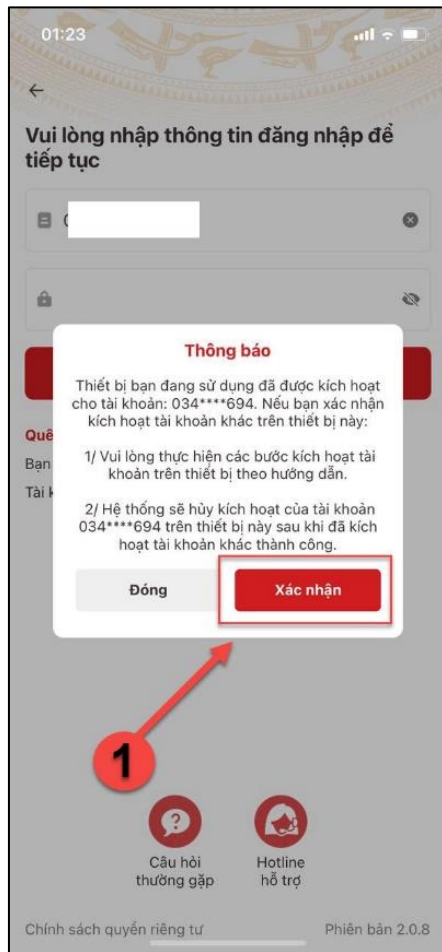 01:23
Vui lòng nhập thông tin đăng nhập để
tiếp tục
Thông báo
Thiết bị bạn đang sử dụng đã được kích hoạt
cho tài khoản: 034****694. Nếu bạn xác nhận
kích hoạt tài khoản khác trên thiết bị này:
1/ Vui lòng thực hiện các bước kích hoạt tài
khoản trên thiết bị theo hướng dẫn.
2/ Hệ thống sẽ hủy kích hoạt của tài khoản
034****694 trên thiết bị này sau khi đã kích
hoạt tài khoản khác thành công.
Đóng
Xác nhận
Quê
Bạn
Tài
1
Câu hỏi
thường gặp
Hotline
hỗ trợ
Chính sách quyền riêng tư
Phiên bản 2.0.8